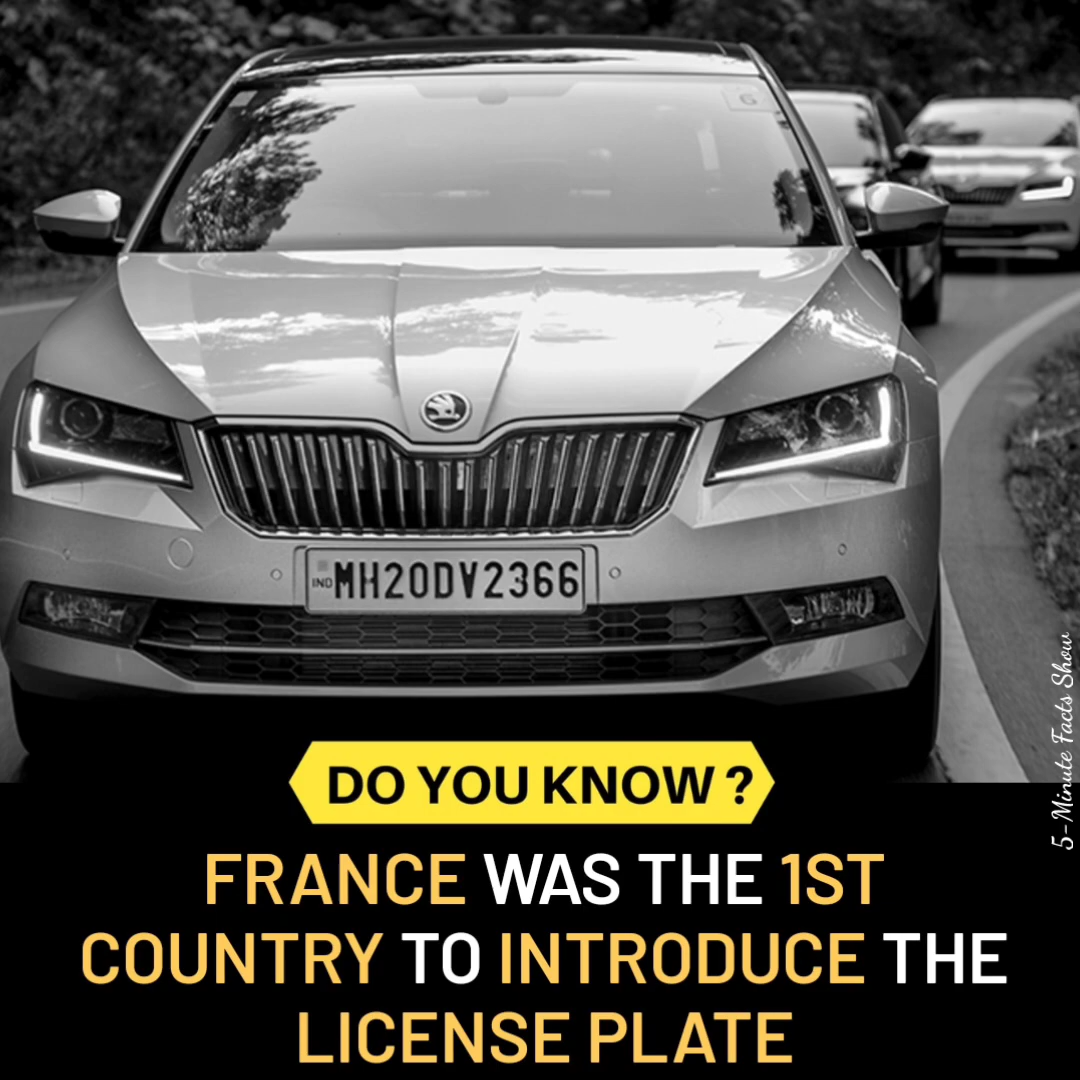 IND MH20DV2366
DO YOU KNOW ?
FRANCE WAS THE 1ST
COUNTRY TO INTRODUCE THE
LICENSE PLATE
5-Minute Facts Show